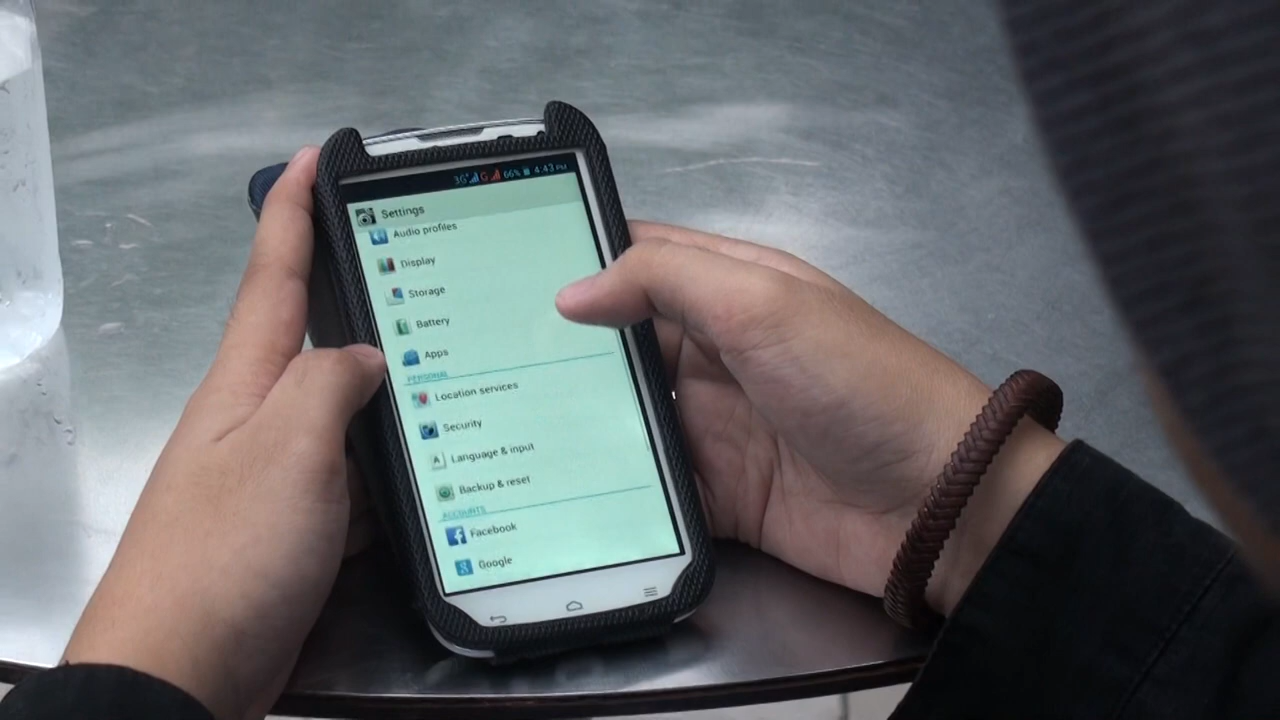 3G G 66% 4:43 PM
Settings
Audio profiles
Display
Storage
Battery
Apps
PERSONAL
Location services
Security
A Language & input
Backup & reset
ACCOUNTS
f Facebook
g Google